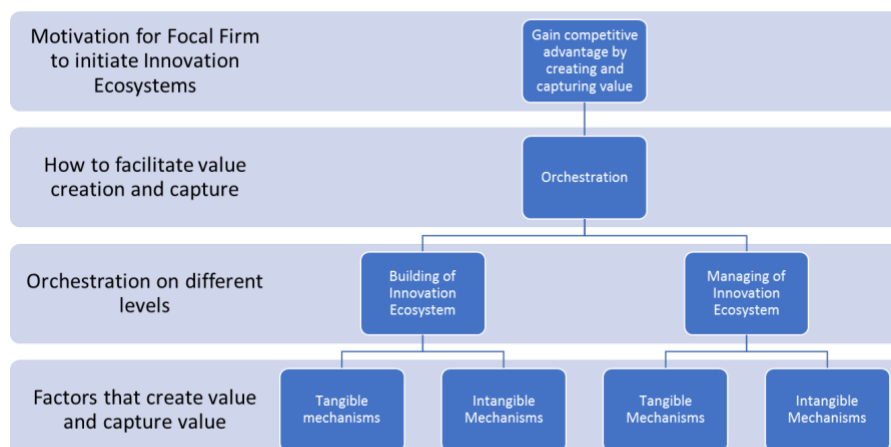 Motivation for Focal Firm
to initiate Innovation
Ecosystems
Gain competitive
advantage by
creating and
capturing value
How to facilitate value
creation and capture
Orchestration
Orchestration on different
levels
Building of
Innovation
Ecosystem
Managing of
Innovation
Ecosystem
Factors that create value
and capture value
Tangible
mechanisms
Intangible
Mechanisms
Tangible
Mechanisms
Intangible
Mechanisms